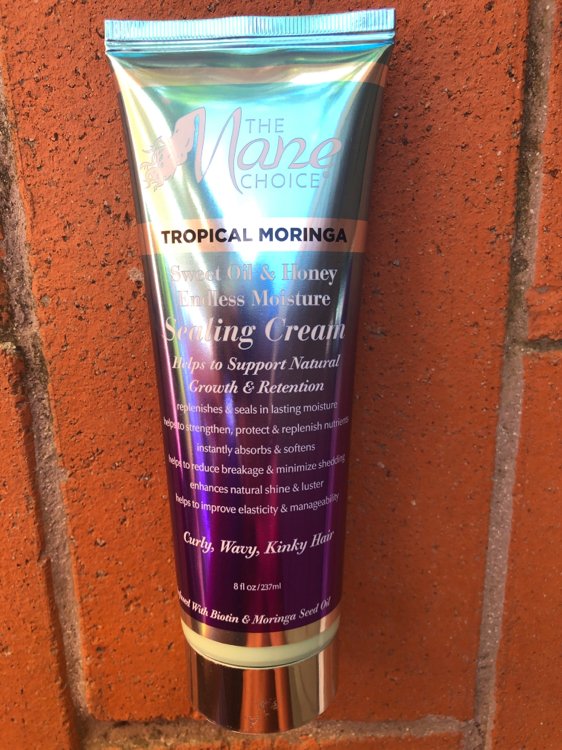 THE
Mane
CHOICE
TROPICAL MORINGA
Sweet Oil & Honey
Endless Moisture
Sealing Cream
Helps to Support Natural
Growth & Retention
replenishes & seals in lasting moisture
helps to strengthen, protect & replenish nutrients
instantly absorbs & softens
helps to reduce breakage & minimize shedding
enhances natural shine & luster
helps to improve elasticity & manageability
Curly, Wavy, Kinky Hair
8 fl oz/237ml
With Biotin & Moringa Seed Oil